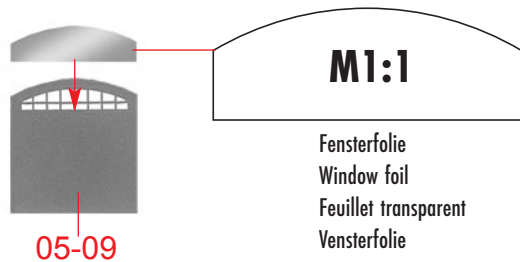 M1:1
Fensterfolie
Window foil
Feuillet transparent
Vensterfolie
05-09